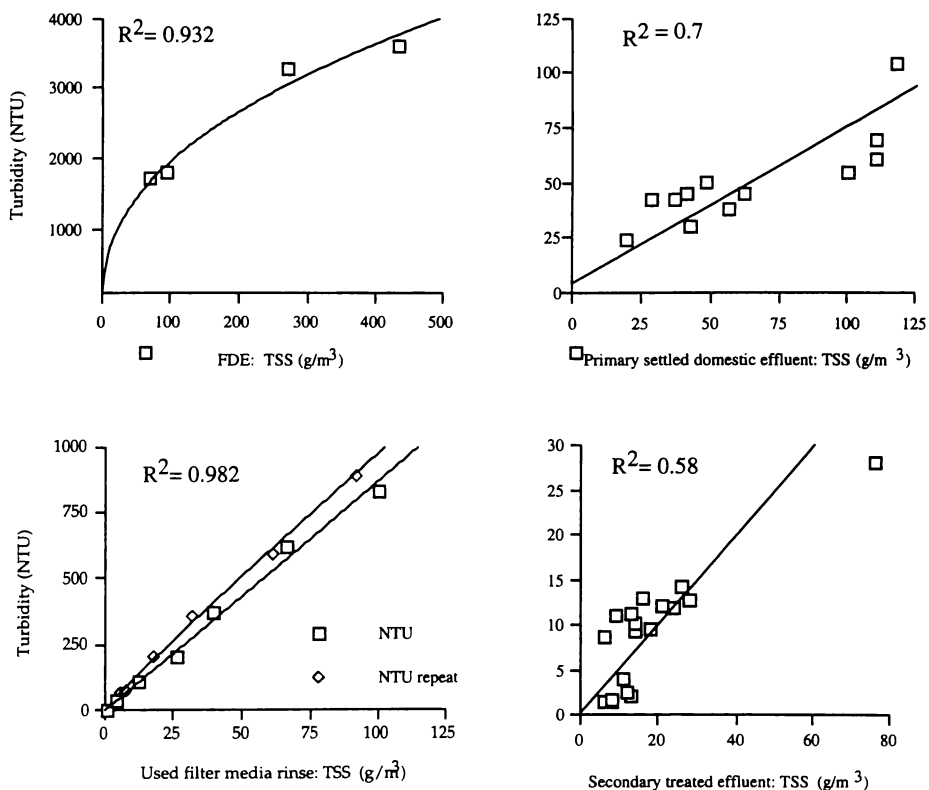 4000
3000
2000
1000
0 100 200 300 400 500
R²= 0.932
Turbidity (NTU)
FDE: TSS (g/m³)
125
100
75
50
25
0
0 25 50 75 100 125
R² = 0.7
Primary settled domestic effluent: TSS (g/m ³)
1000
750
500
250
0
0 25 50 75 100 125
R²= 0.982
NTU
NTU repeat
Turbidity (NTU)
Used filter media rinse: TSS (g/m³)
30
25
20
15
10
5
0
0 20 40 60 80
R²= 0.58
Secondary treated effluent: TSS (g/m ³)